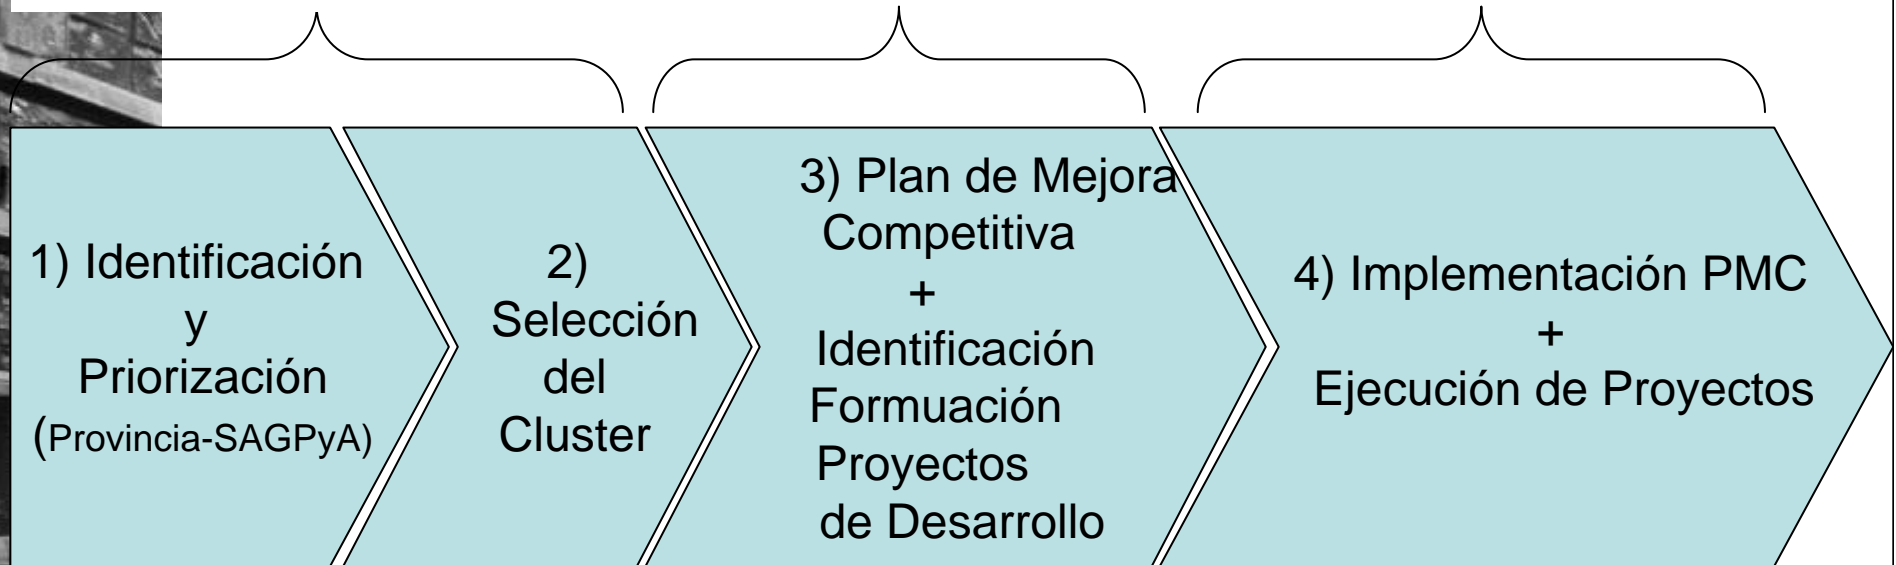 1) Identificación
y
Priorización
(Provincia-SAGPyA)
2)
Selección
del
Cluster
3) Plan de Mejora
Competitiva
+
Identificación
Formuación
Proyectos
de Desarrollo
4) Implementación PMC
+
Ejecución de Proyectos